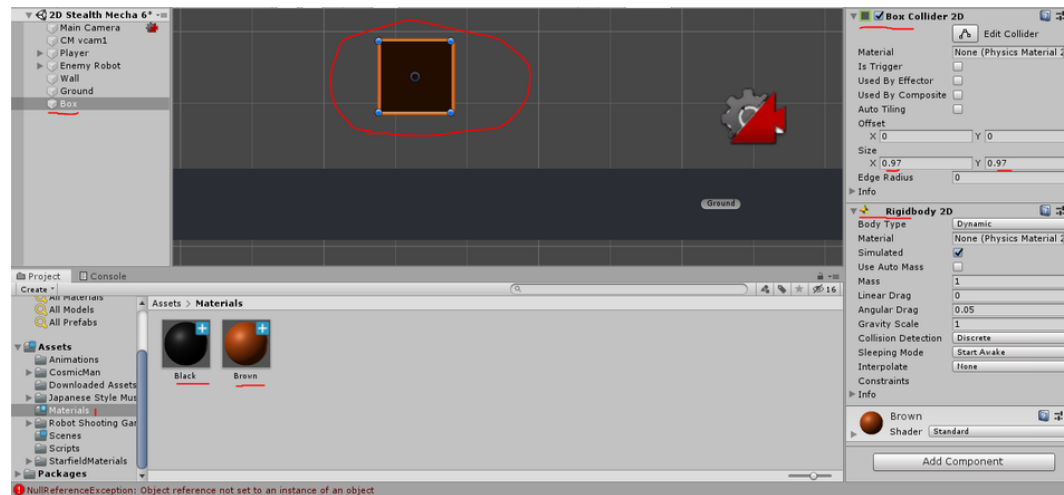 2D Stealth Mecha 6*
Main Camera
CM vcam1
Player
Enemy Robot
Wall
Ground
Box
Ground
Box Collider 2D
Edit Collider
Material None (Physics Material 2
Is Trigger
Used By Effector
Used By Composite
Auto Tiling
Offset
X 0 Y 0
Size
X 0.97 Y 0.97
Edge Radius 0
Info
Rigidbody 2D
Body Type Dynamic
Material None (Physics Material 2
Simulated
Use Auto Mass
Mass 1
Linear Drag 0
Angular Drag 0.05
Gravity Scale 1
Collision Detection Discrete
Sleeping Mode Start Awake
Interpolate None
Constraints
Info
Brown
Shader Standard
Add Component
Project Console
Create
16
All Materials
All Models
All Prefabs
Assets
Animations
CosmicMan
Downloaded Assets
Japanese Style Mus
Materials
Robot Shooting Gar
Scenes
Scripts
StarfieldMaterials
Packages
Assets > Materials
Black Brown
NullReferenceException: Object reference not set to an instance of an object